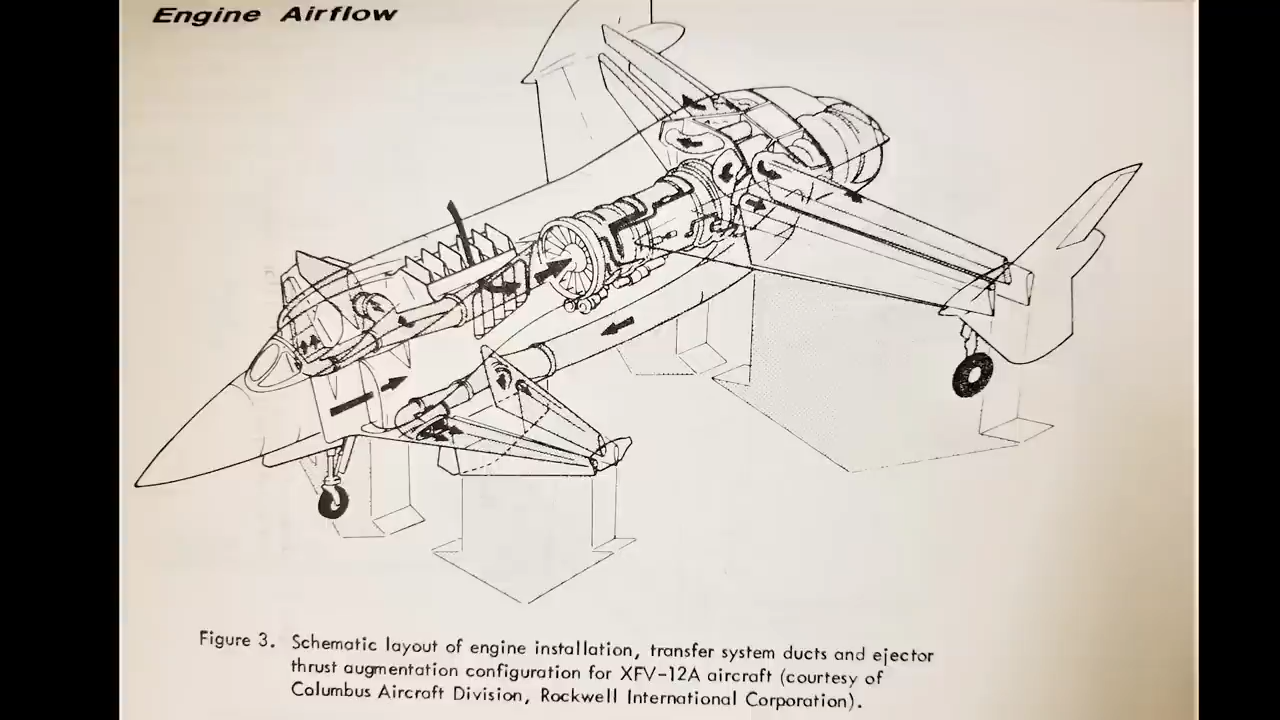 Engine Airflow
Figure 3. Schematic layout of engine installation, transfer system ducts and ejector
thrust augmentation configuration for XFV-12A aircraft (courtesy of
Columbus Aircraft Division, Rockwell International Corporation).